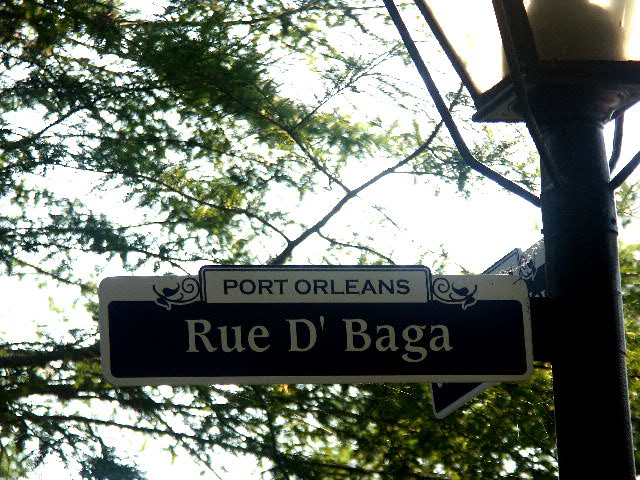 PORT ORLEANS
Rue D' Baga